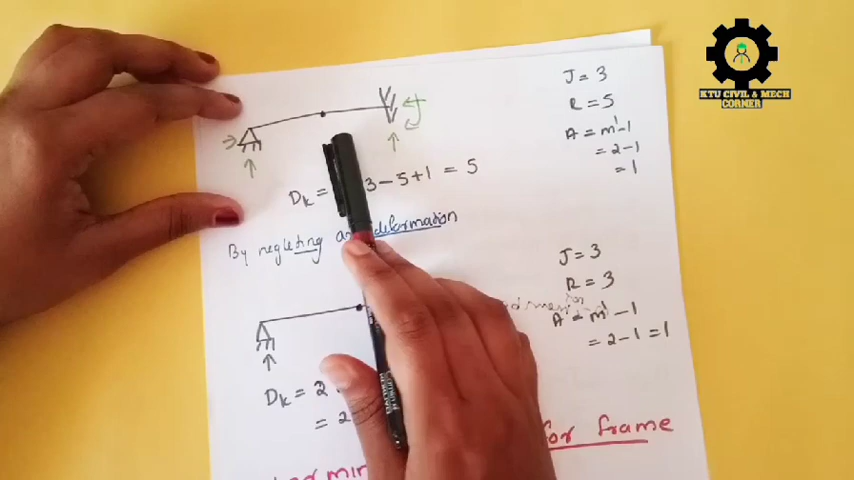 J = 3
R = 5
A = m' - 1
= 2 - 1
= 1
DK = 3 - 5 + 1 = 5
By neglecting deformation
J = 3
R = 3
A = m' - 1
= 2 - 1 = 1
DK = 2
= 2
for frame
KTU CIVIL & MECH
CORNER